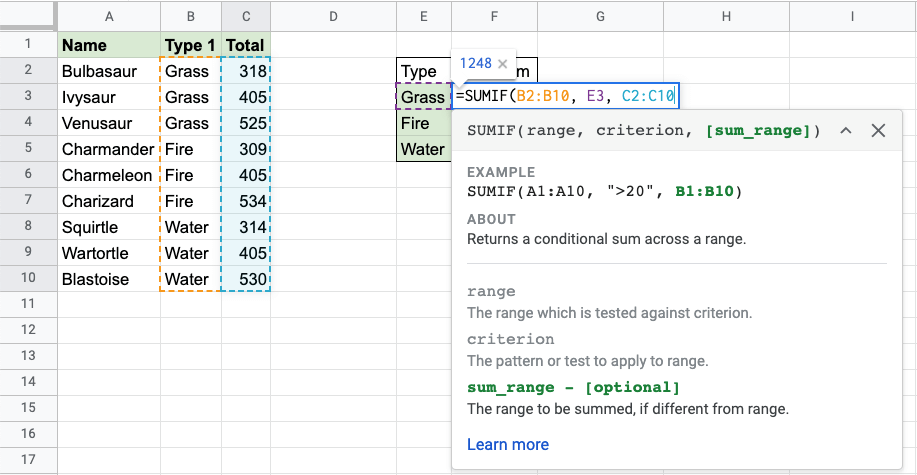 A B C D E F G H I
1 Name Type 1 Total
2 Bulbasaur Grass 318 Type 1248 × m
3 Ivysaur Grass 405 Grass =SUMIF(B2:B10, E3, C2:C10
4 Venusaur Grass 525 Fire
5 Charmander Fire 309 Water
6 Charmeleon Fire 405
7 Charizard Fire 534
8 Squirtle Water 314
9 Wartortle Water 405
10 Blastoise Water 530
11
12
13
14
15
16
17
SUMIF(range, criterion, [sum_range])
EXAMPLE
SUMIF(A1:A10, ">20", B1:B10)
ABOUT
Returns a conditional sum across a range.
range
The range which is tested against criterion.
criterion
The pattern or test to apply to range.
sum_range - [optional]
The range to be summed, if different from range.
Learn more